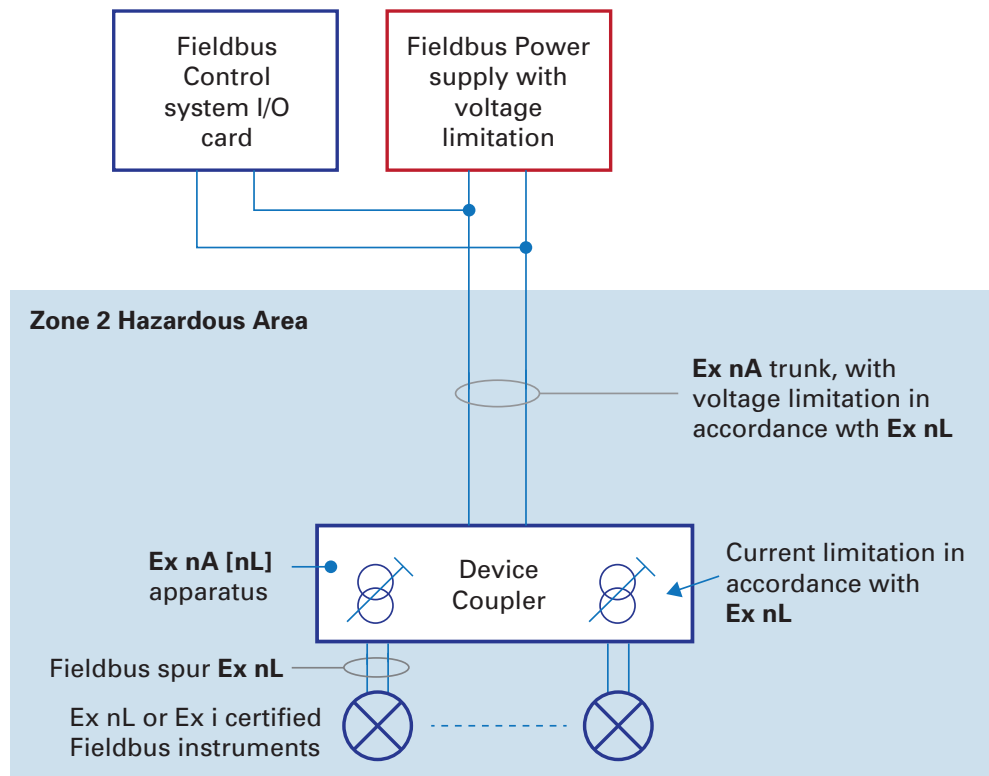 Fieldbus
Control
system I/O
card
Fieldbus Power
supply with
voltage
limitation
Zone 2 Hazardous Area
Ex nA trunk, with
voltage limitation in
accordance wth Ex nL
Ex nA [nL]
apparatus
Device
Coupler
Current limitation in
accordance with
Ex nL
Fieldbus spur Ex nL
Ex nL or Ex i certified
Fieldbus instruments